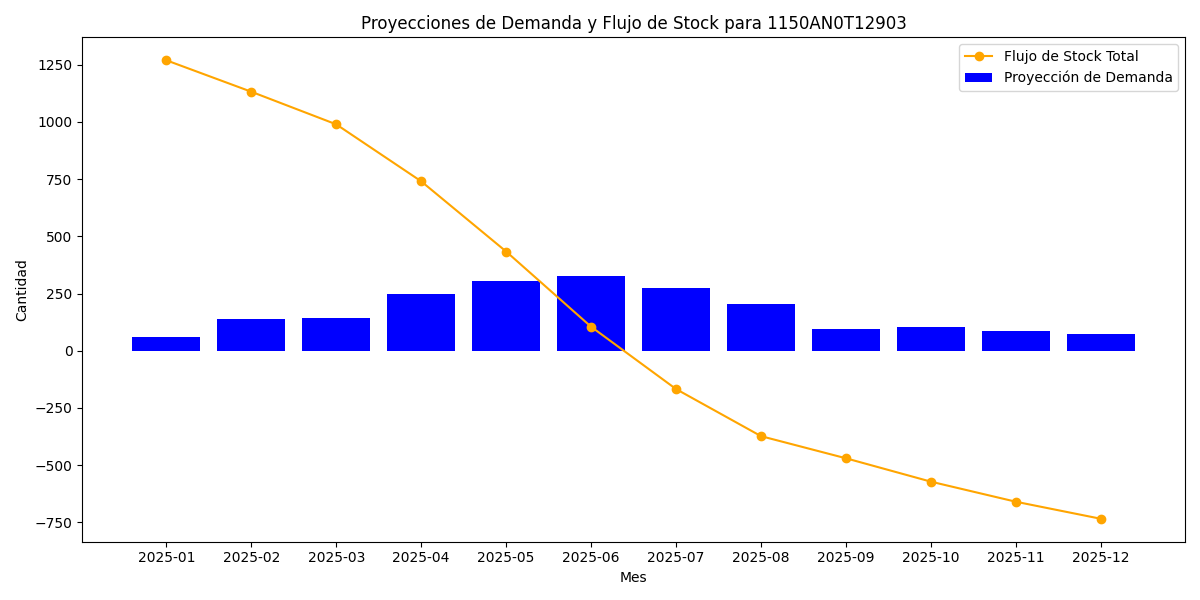 Proyecciones de Demanda y Flujo de Stock para 1150AN0T12903
Flujo de Stock Total
Proyección de Demanda
Cantidad
1250
1000
750
500
250
0
−250
−500
−750
2025-01 2025-02 2025-03 2025-04 2025-05 2025-06 2025-07 2025-08 2025-09 2025-10 2025-11 2025-12
Mes